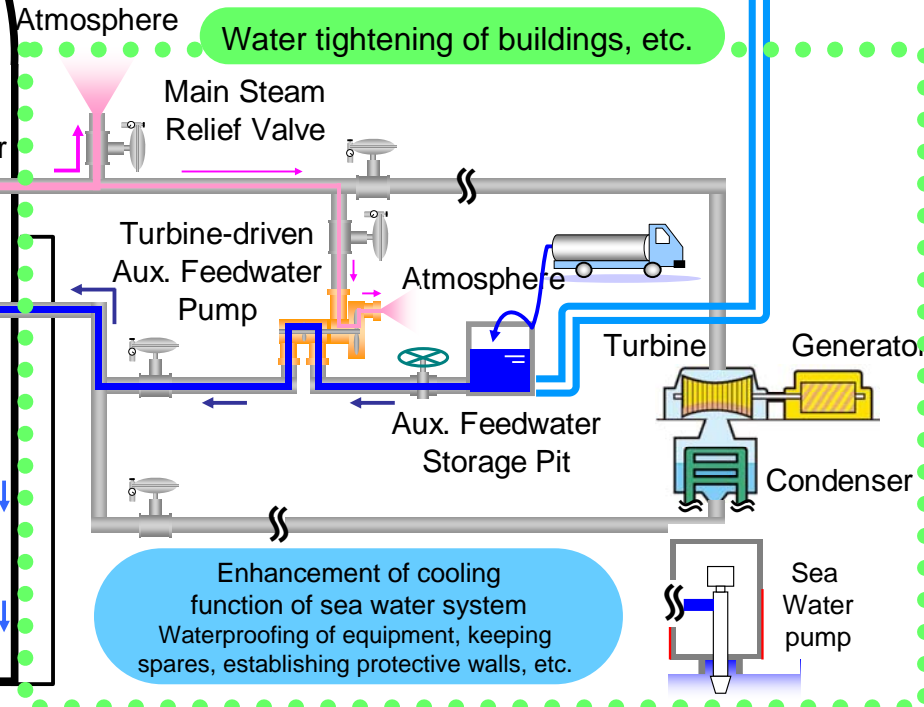 Atmosphere
Water tightening of buildings, etc.
Main Steam
Relief Valve
r
Turbine-driven
Aux. Feedwater
Pump
Atmosphere
Turbine
Generator
Aux. Feedwater
Storage Pit
Condenser
Enhancement of cooling
function of sea water system
Waterproofing of equipment, keeping
spares, establishing protective walls, etc.
Sea
Water
pump